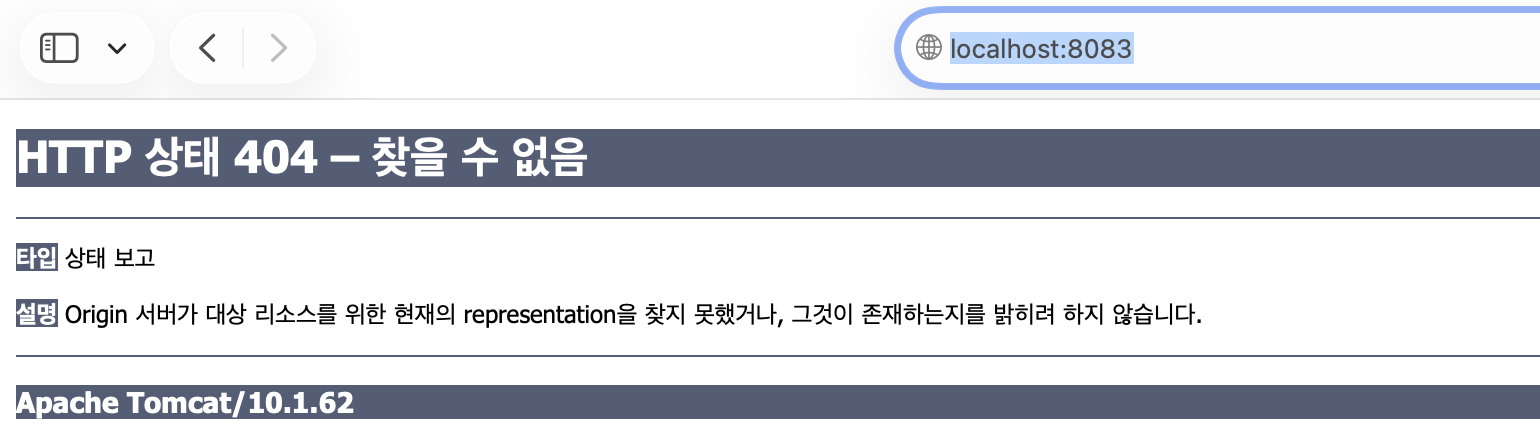 localhost:8083
HTTP 상태 404 – 찾을 수 없음
타입 상태 보고
설명 Origin 서버가 대상 리소스를 위한 현재의 representation을 찾지 못했거나, 그것이 존재하는지를 밝히려 하지 않습니다.
Apache Tomcat/10.1.62